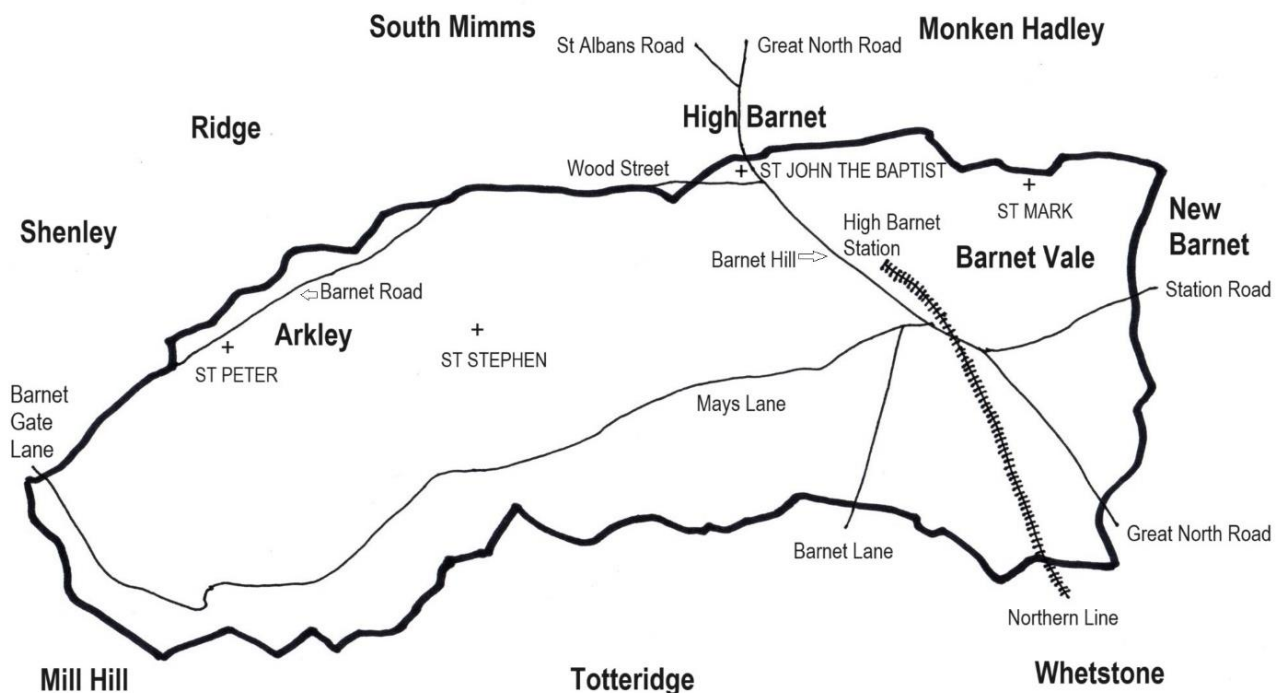 South Mimms
St Albans Road
Great North Road
Monken Hadley
Ridge
High Barnet
Wood Street
ST JOHN THE BAPTIST
ST MARK
Shenley
New
Barnet
High Barnet
Station
Barnet Hill
Barnet Vale
Barnet Road
Station Road
Arkley
ST PETER
ST STEPHEN
Barnet
Gate
Lane
Mays Lane
Barnet Lane
Great North Road
Northern Line
Mill Hill
Totteridge
Whetstone